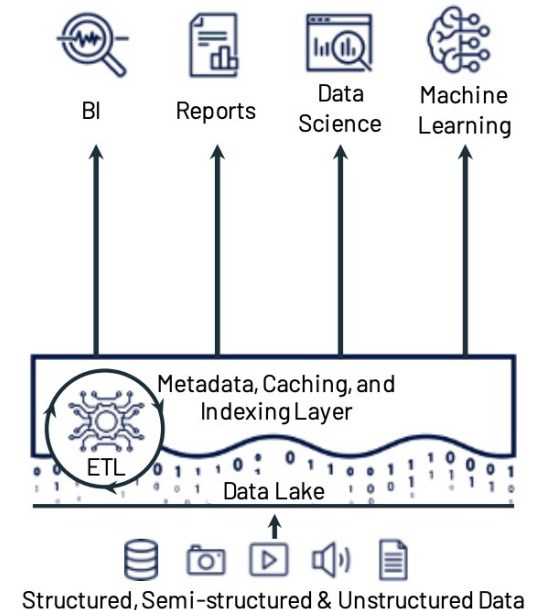 BI
Reports
Data
Science
Machine
Learning
Metadata, Caching, and
Indexing Layer
ETL
Data Lake
Structured, Semi-structured & Unstructured Data